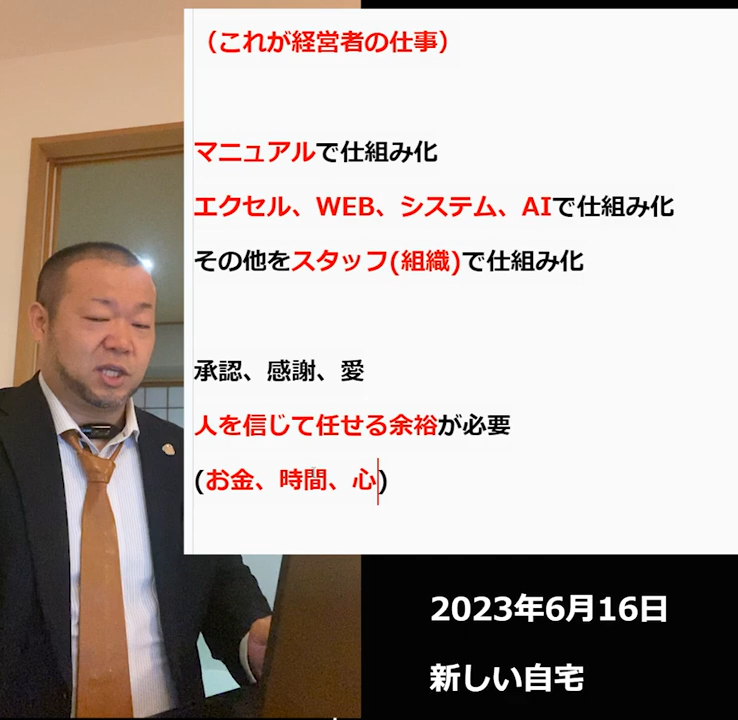 （これが経営者の仕事）
マニュアルで仕組み化
エクセル、WEB、システム、AIで仕組み化
その他をスタッフ(組織)で仕組み化
承認、感謝、愛
人を信じて任せる余裕が必要
(お金、時間、心)
2023年6月16日
新しい自宅